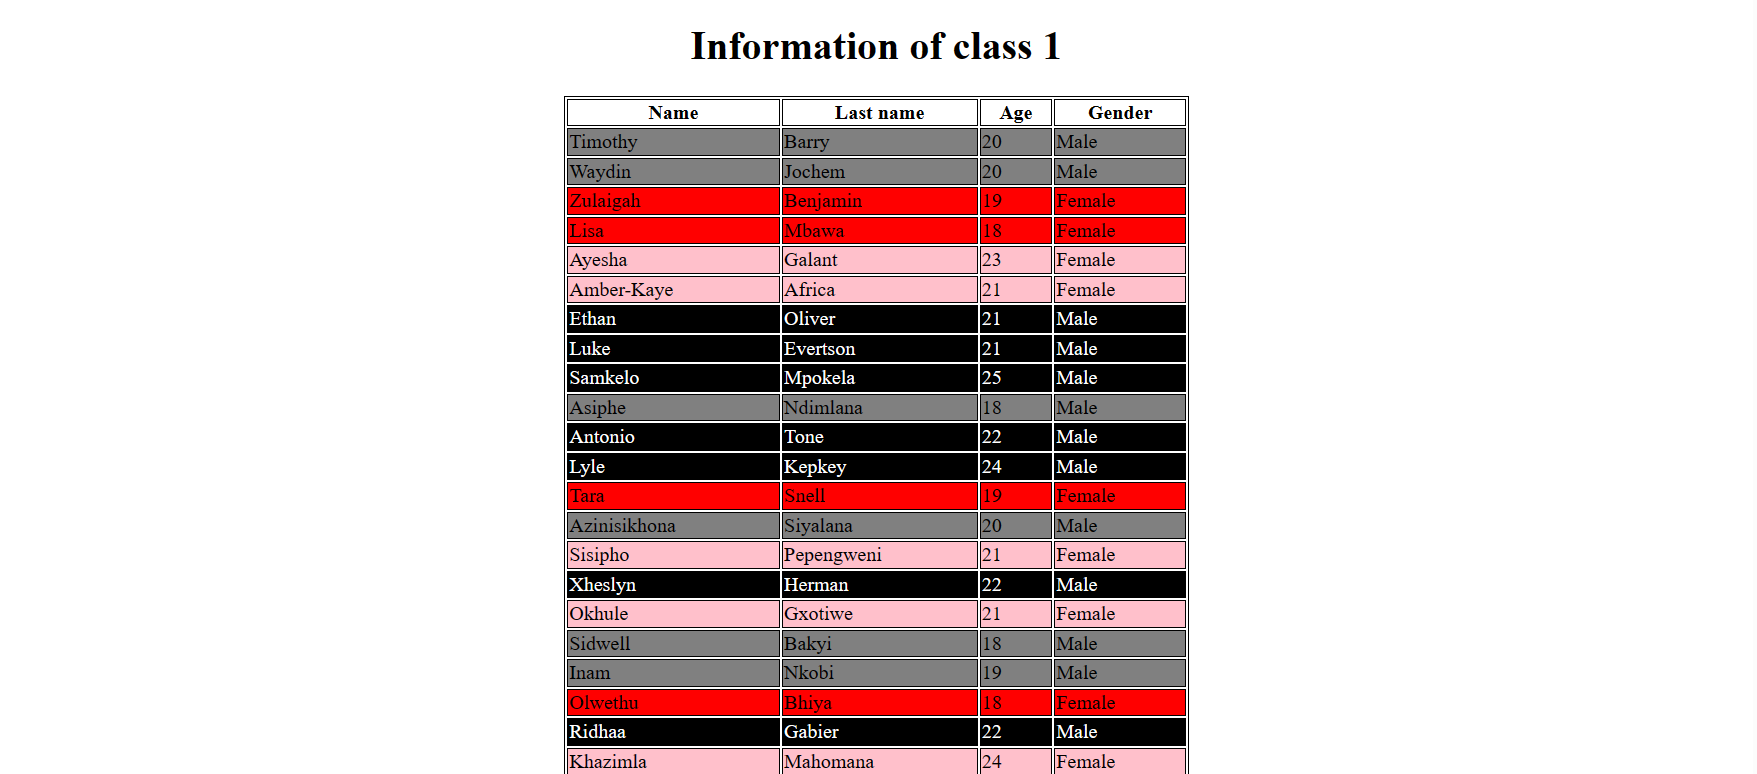 Information of class 1
Name Last name Age Gender
Timothy Barry 20 Male
Waydin Jochem 20 Male
Zulaigah Benjamin 19 Female
Lisa Mbawa 18 Female
Ayesha Galant 23 Female
Amber-Kaye Africa 21 Female
Ethan Oliver 21 Male
Luke Evertson 21 Male
Samkelo Mpokela 25 Male
Asiphe Ndimlana 18 Male
Antonio Tone 22 Male
Lyle Kepkey 24 Male
Tara Snell 19 Female
Azinisikhona Siyalana 20 Male
Sisipho Pepengweni 21 Female
Xheslyn Herman 22 Male
Okhule Gxotiwe 21 Female
Sidwell Bakyi 18 Male
Inam Nkobi 19 Male
Olwethu Bhiya 18 Female
Ridhaa Gabier 22 Male
Khazimla Mahomana 24 Female